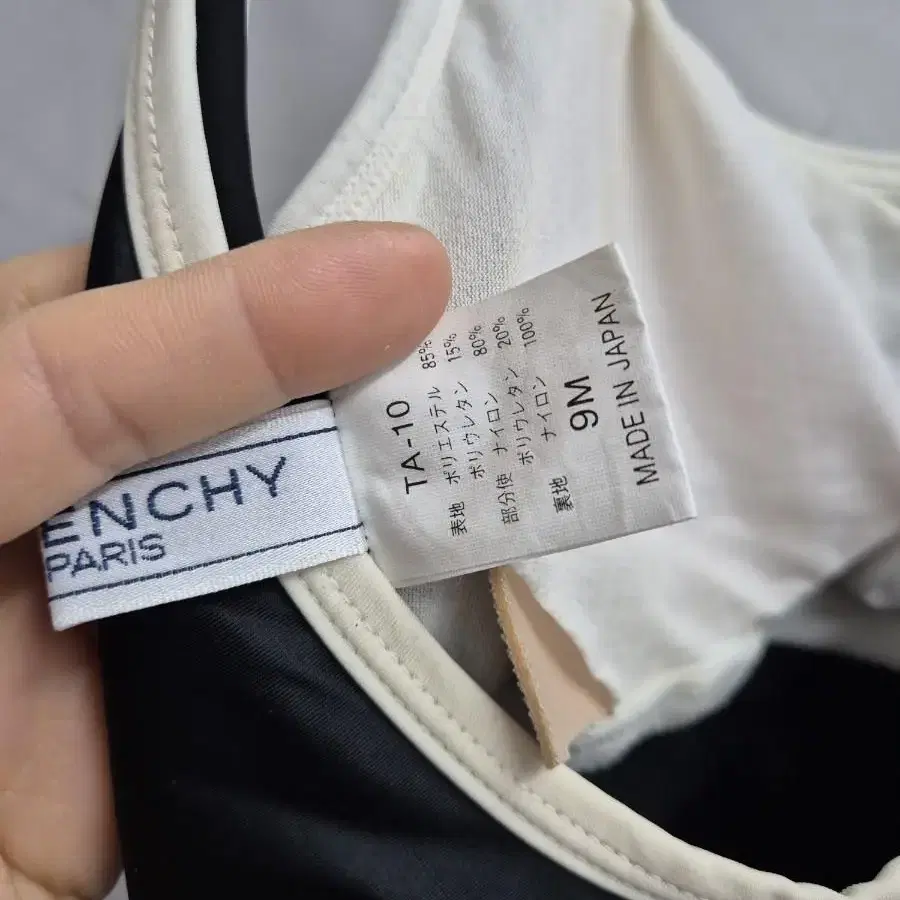 ENCHY
PARIS
TA-10
表地 ポリエステル 85%
ポリウレタン 15%
部分使 ナイロン 80%
ポリウレタン 20%
裏地 ナイロン 100%
9M
MADE IN JAPAN